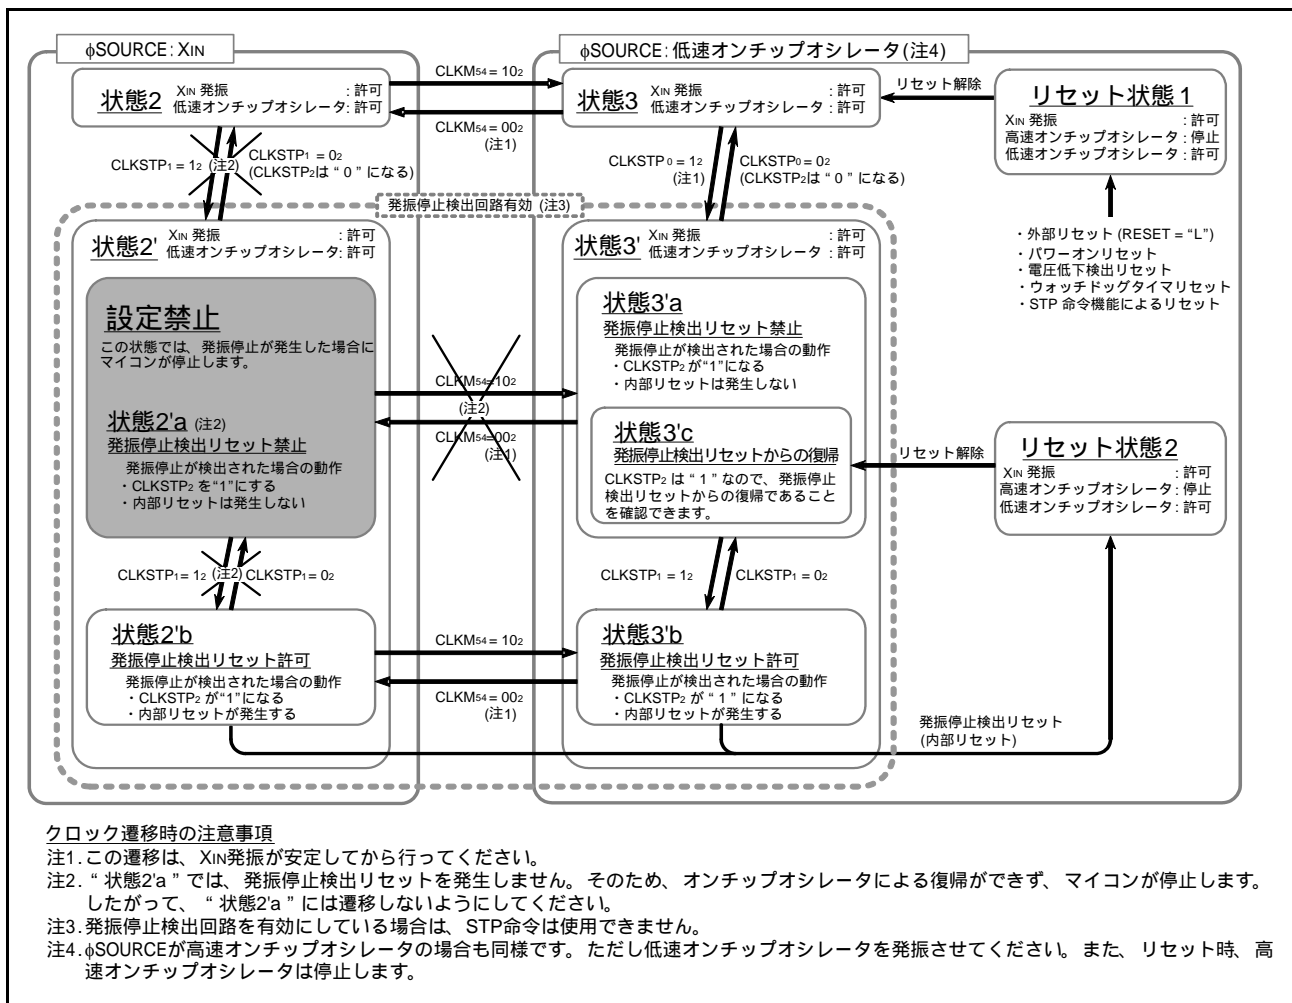 φSOURCE: XIN
φSOURCE: 低速オンチップオシレータ(注4)
状態2
XIN 発振 : 許可
低速オンチップオシレータ: 許可
CLKM54 = 102
CLKM54 = 002
(注1)
状態3
XIN 発振 : 許可
低速オンチップオシレータ: 許可
リセット解除
リセット状態1
XIN 発振 : 許可
高速オンチップオシレータ: 停止
低速オンチップオシレータ: 許可
CLKSTP1 = 12
(注2)
CLKSTP1 = 02
(CLKSTP2は“0”になる)
CLKSTP0 = 12
(注1)
CLKSTP0 = 02
(CLKSTP2は“0”になる)
発振停止検出回路有効 (注3)
・外部リセット (RESET = “L”)
・パワーオンリセット
・電圧低下検出リセット
・ウォッチドッグタイマリセット
・STP 命令機能によるリセット
状態2'
XIN 発振 : 許可
低速オンチップオシレータ : 許可
状態3'
XIN 発振 : 許可
低速オンチップオシレータ : 許可
設定禁止
この状態では、発振停止が発生した場合に
マイコンが停止します。
状態2'a (注2)
発振停止検出リセット禁止
発振停止が検出された場合の動作
・CLKSTP2 を“1”にする
・内部リセットは発生しない
CLKM54=102
(注2)
CLKM54=002
(注1)
状態3'a
発振停止検出リセット禁止
発振停止が検出された場合の動作
・CLKSTP2 が“1”になる
・内部リセットは発生しない
状態3'c
発振停止検出リセットからの復帰
CLKSTP2 は“1”なので、発振停止
検出リセットからの復帰であること
を確認できます。
リセット解除
リセット状態2
XIN 発振 : 許可
高速オンチップオシレータ: 停止
低速オンチップオシレータ: 許可
CLKSTP1 = 12
(注2)
CLKSTP1 = 02
CLKSTP1 = 12
CLKSTP1 = 02
状態2'b
発振停止検出リセット許可
発振停止が検出された場合の動作
・CLKSTP2 が“1”になる
・内部リセットが発生する
CLKM54 = 102
CLKM54 = 002
(注1)
状態3'b
発振停止検出リセット許可
発振停止が検出された場合の動作
・CLKSTP2 が“1”になる
・内部リセットが発生する
発振停止検出リセット
(内部リセット)
クロック遷移時の注意事項
注1.この遷移は、XIN発振が安定してから行ってください。
注2.“状態2'a”では、発振停止検出リセットを発生しません。そのため、オンチップオシレータによる復帰ができず、マイコンが停止します。
したがって、“状態2'a”には遷移しないようにしてください。
注3.発振停止検出回路を有効にしている場合は、STP命令は使用できません。
注4.φSOURCEが高速オンチップオシレータの場合も同様です。ただし低速オンチップオシレータを発振させてください。また、リセット時、高
速オンチップオシレータは停止します。